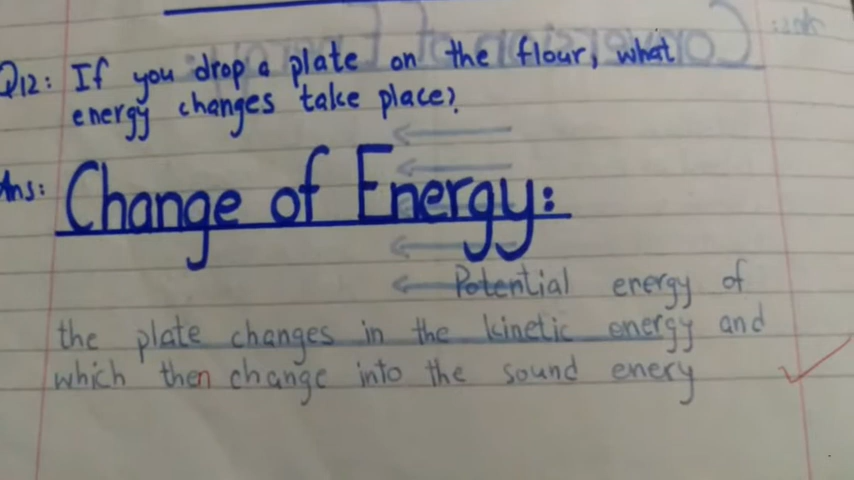 Q12: If you drop a plate on the flour, what
energy changes take place?
Ans: Change of Energy:
Potential energy of
the plate changes in the kinetic energy and
which then change into the sound enery